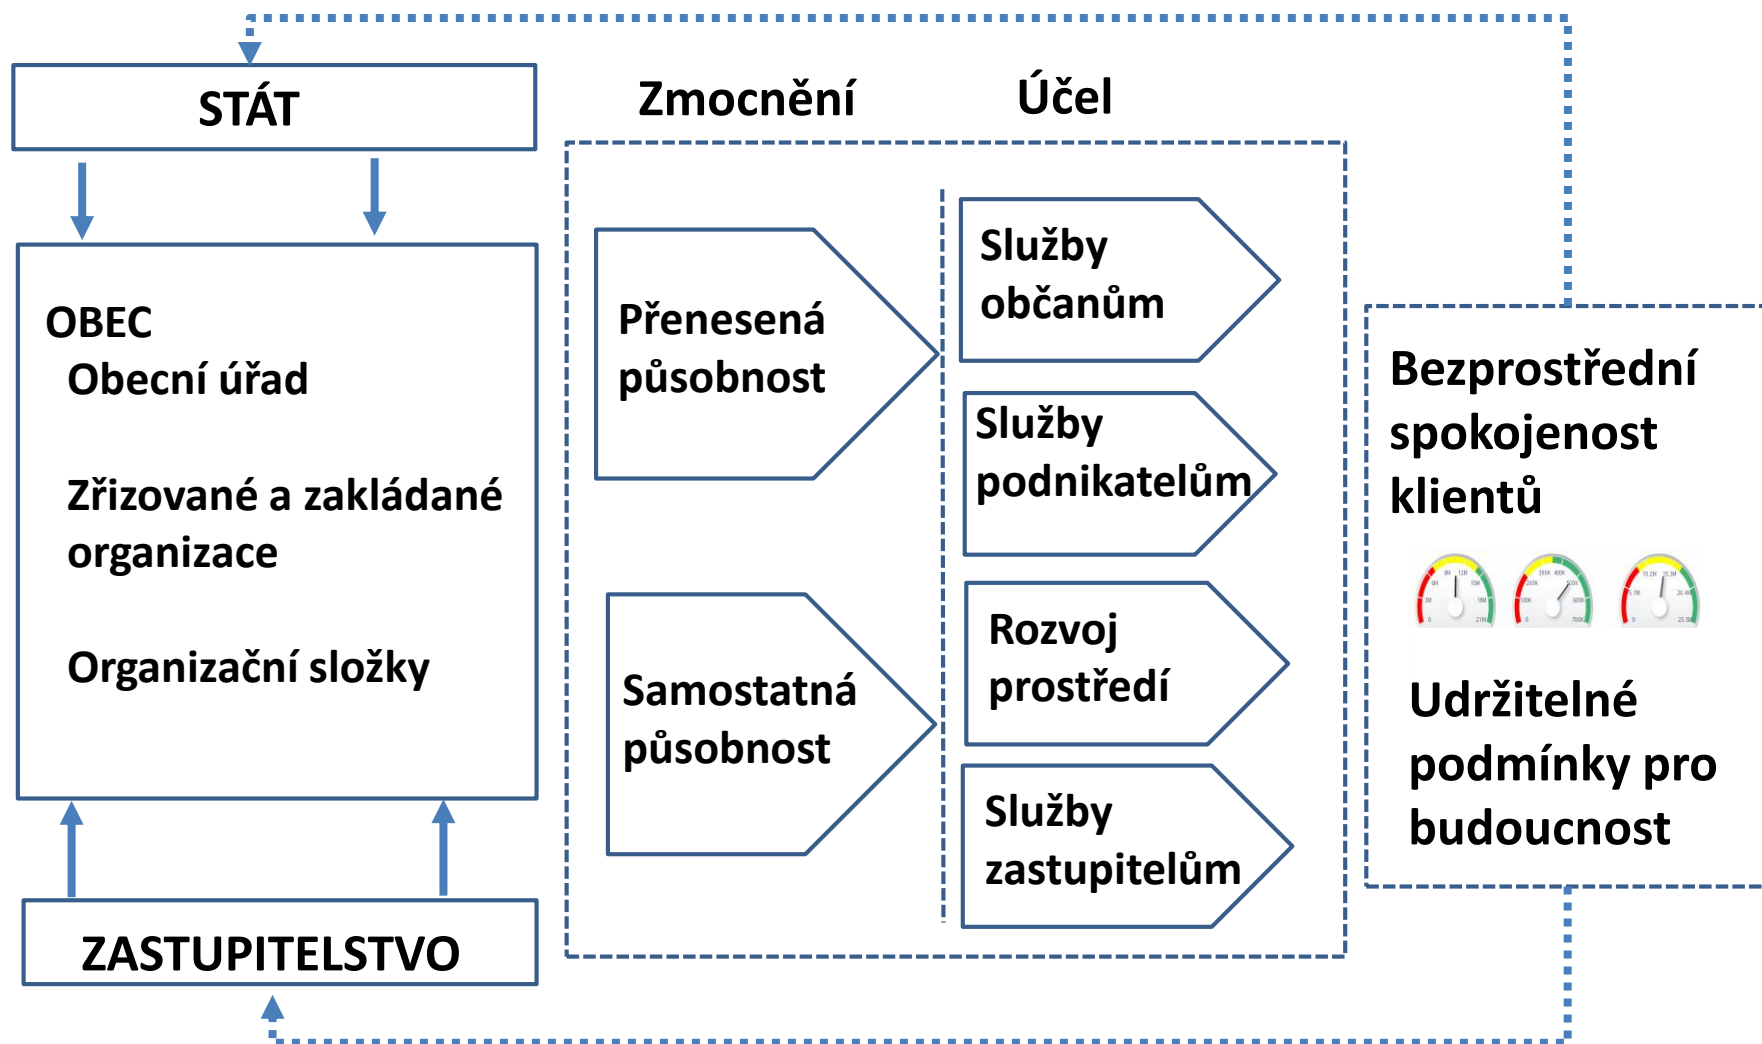 STÁT
Zmocnění
Účel
OBEC
Obecní úřad
Zřizované a zakládané
organizace
Organizační složky
ZASTUPITELSTVO
Přenesená
působnost
Samostatná
působnost
Služby
občanům
Služby
podnikatelům
Rozvoj
prostředí
Služby
zastupitelům
Bezprostřední
spokojenost
klientů
Udržitelné
podmínky pro
budoucnost